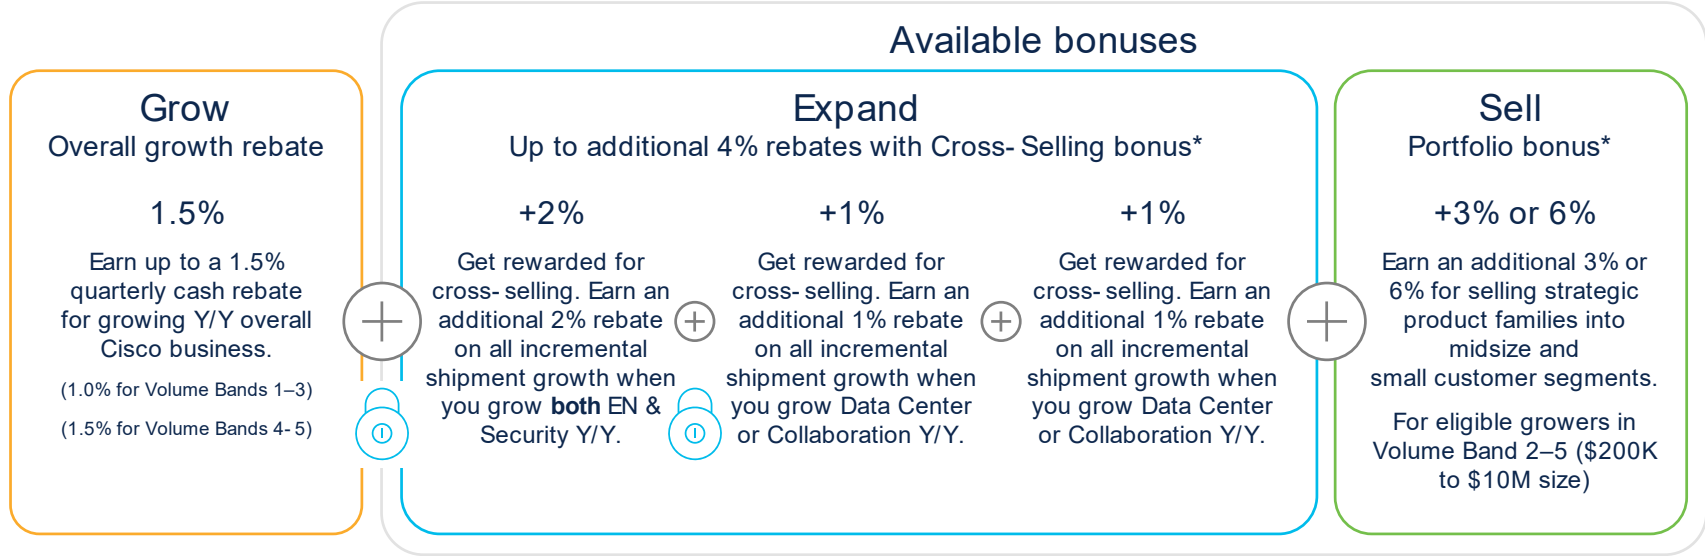 Available bonuses
Grow
Overall growth rebate
1.5%
Earn up to a 1.5%
quarterly cash rebate
for growing Y/Y overall
Cisco business.
(1.0% for Volume Bands 1–3)
(1.5% for Volume Bands 4- 5)
Expand
Up to additional 4% rebates with Cross- Selling bonus*
+2%
Get rewarded for
cross- selling. Earn an
additional 2% rebate
on all incremental
shipment growth when
you grow both EN &
Security Y/Y.
+1%
Get rewarded for
cross- selling. Earn an
additional 1% rebate
on all incremental
shipment growth when
you grow Data Center
or Collaboration Y/Y.
+1%
Get rewarded for
cross- selling. Earn an
additional 1% rebate
on all incremental
shipment growth when
you grow Data Center
or Collaboration Y/Y.
Sell
Portfolio bonus*
+3% or 6%
Earn an additional 3% or
6% for selling strategic
product families into
midsize and
small customer segments.
For eligible growers in
Volume Band 2–5 ($200K
to $10M size)